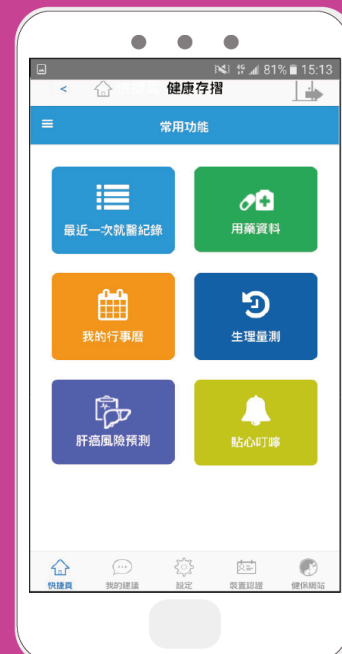 81% 15:13
< 健康存摺
常用功能
最近一次就醫紀錄
用藥資料
我的行事曆
生理量測
肝癌風險預測
貼心叮嚀
快捷頁
我的建議
設定
裝置認證
健保網站